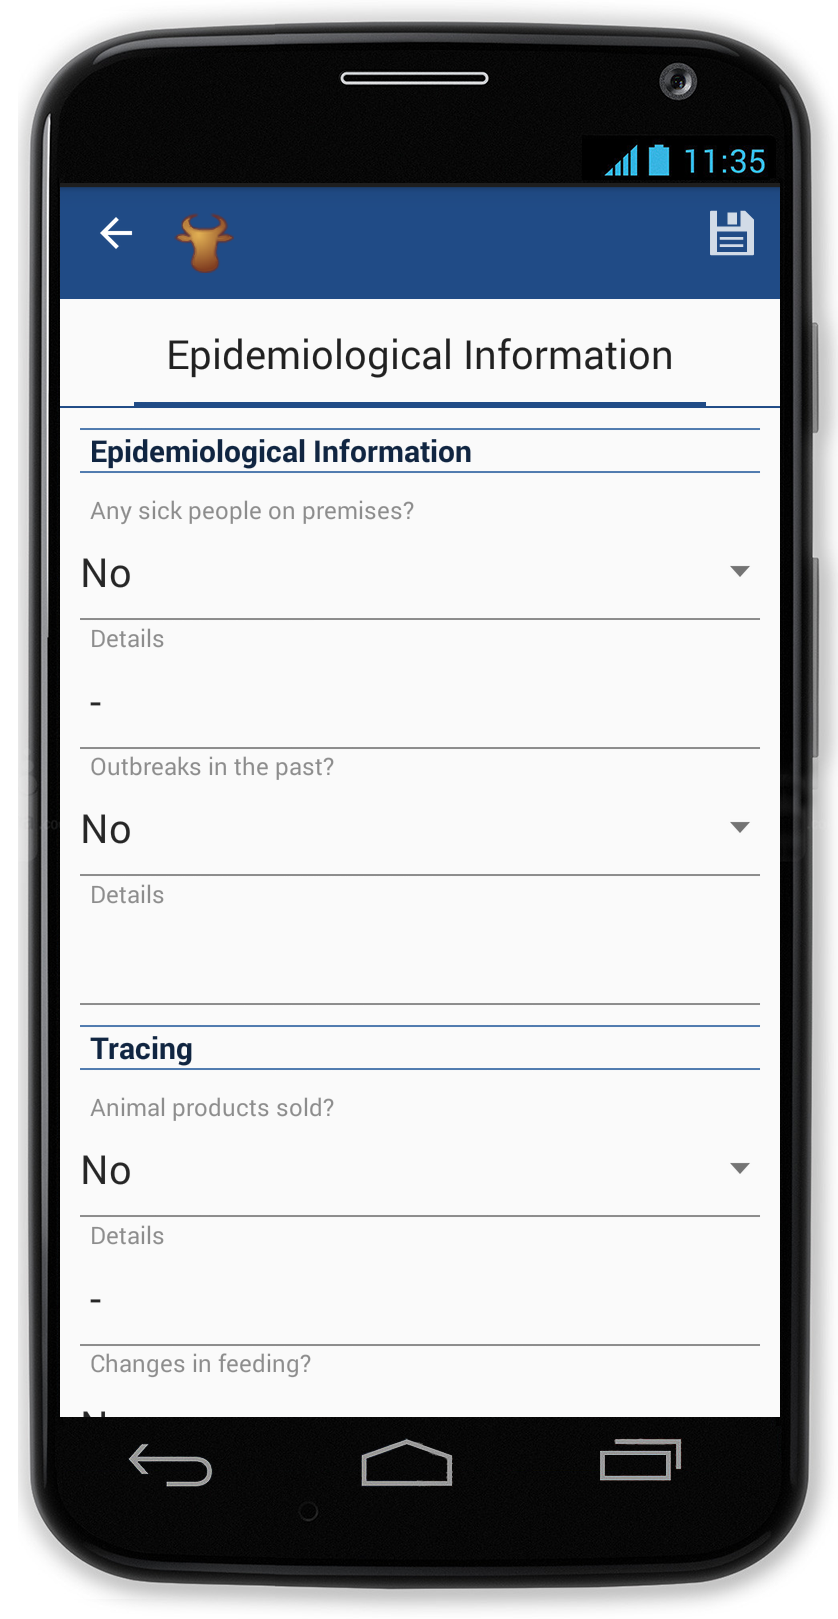 11:35
Epidemiological Information
Epidemiological Information
Any sick people on premises?
No
Details
-
Outbreaks in the past?
No
Details
Tracing
Animal products sold?
No
Details
-
Changes in feeding?